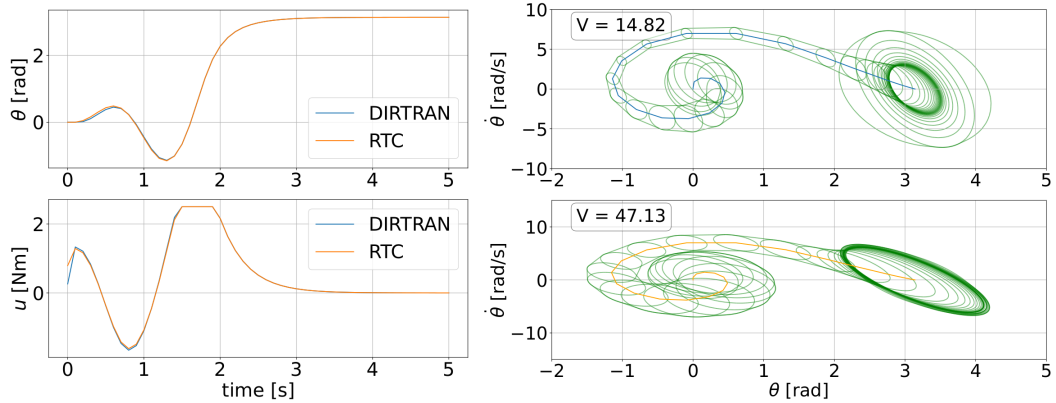 θ [rad]
2
0
DIRTRAN
RTC
0 1 2 3 4 5
u [Nm]
2
0
DIRTRAN
RTC
0 1 2 3 4 5
time [s]
V = 14.82
θ̇ [rad/s]
10
5
0
−5
−10
−2 −1 0 1 2 3 4 5
V = 47.13
θ̇ [rad/s]
10
0
−10
−2 −1 0 1 2 3 4 5
θ [rad]